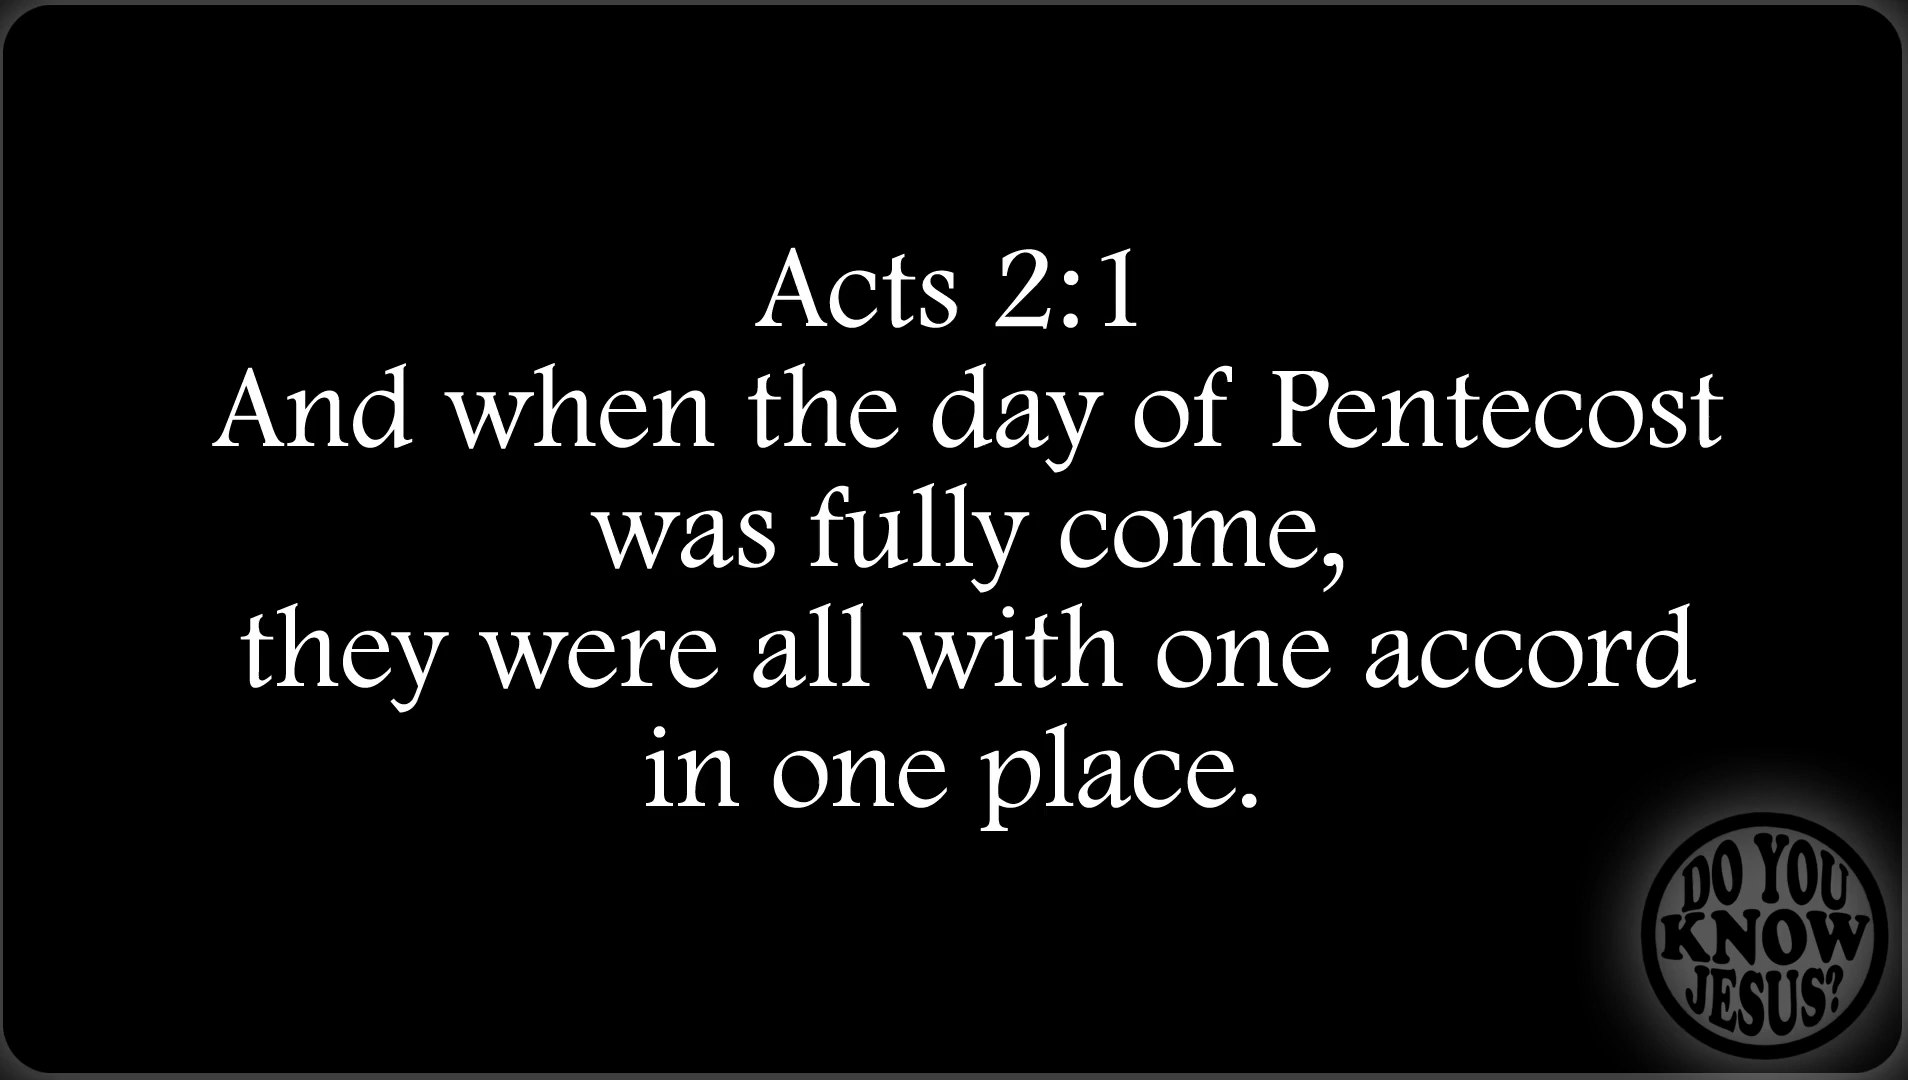 Acts 2:1
And when the day of Pentecost
was fully come,
they were all with one accord
in one place.
DO YOU
KNOW
JESUS?